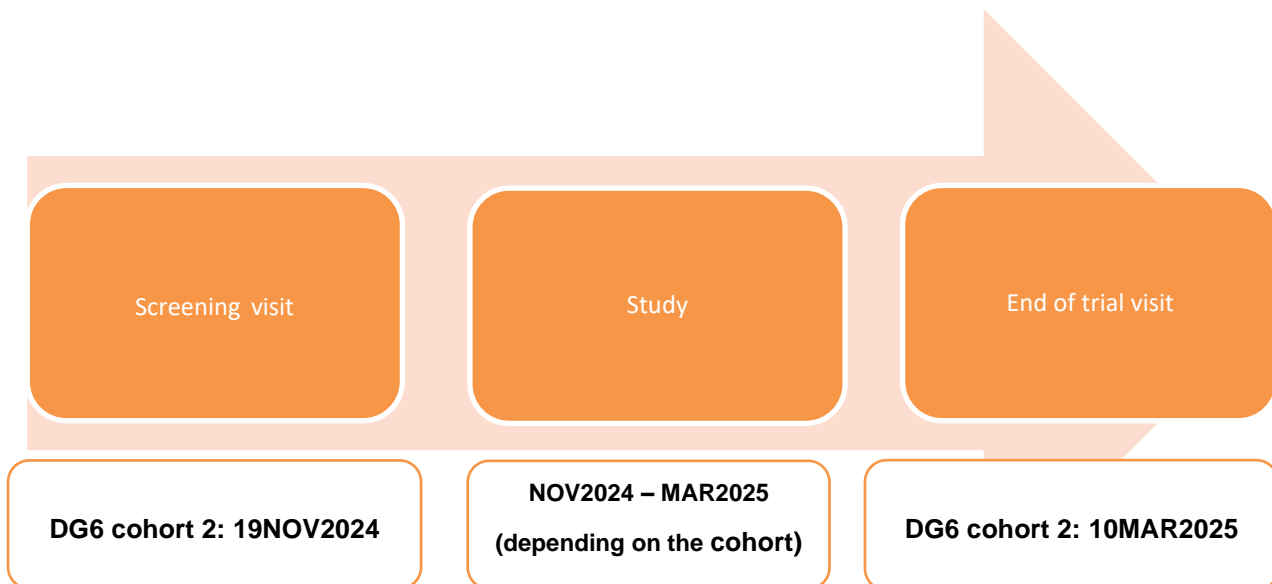 Screening visit
Study
End of trial visit
DG6 cohort 2: 19NOV2024
NOV2024 – MAR2025
(depending on the cohort)
DG6 cohort 2: 10MAR2025